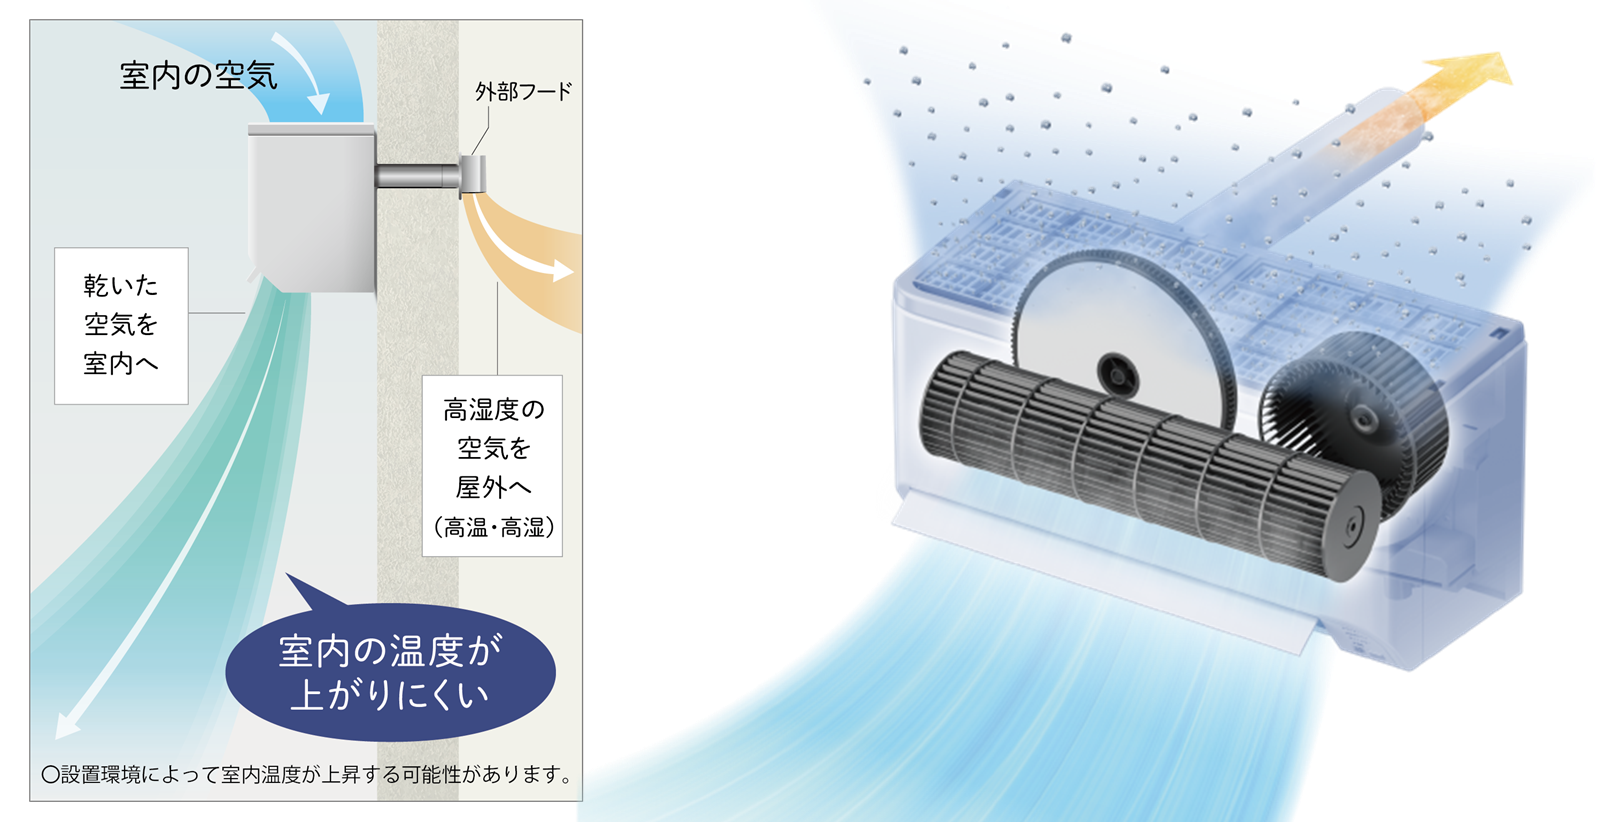 室内の空気
外部フード
乾いた
空気を
室内へ
高湿度の
空気を
屋外へ
（高温・高湿）
室内の温度が
上がりにくい
〇設置環境によって室内温度が上昇する可能性があります。